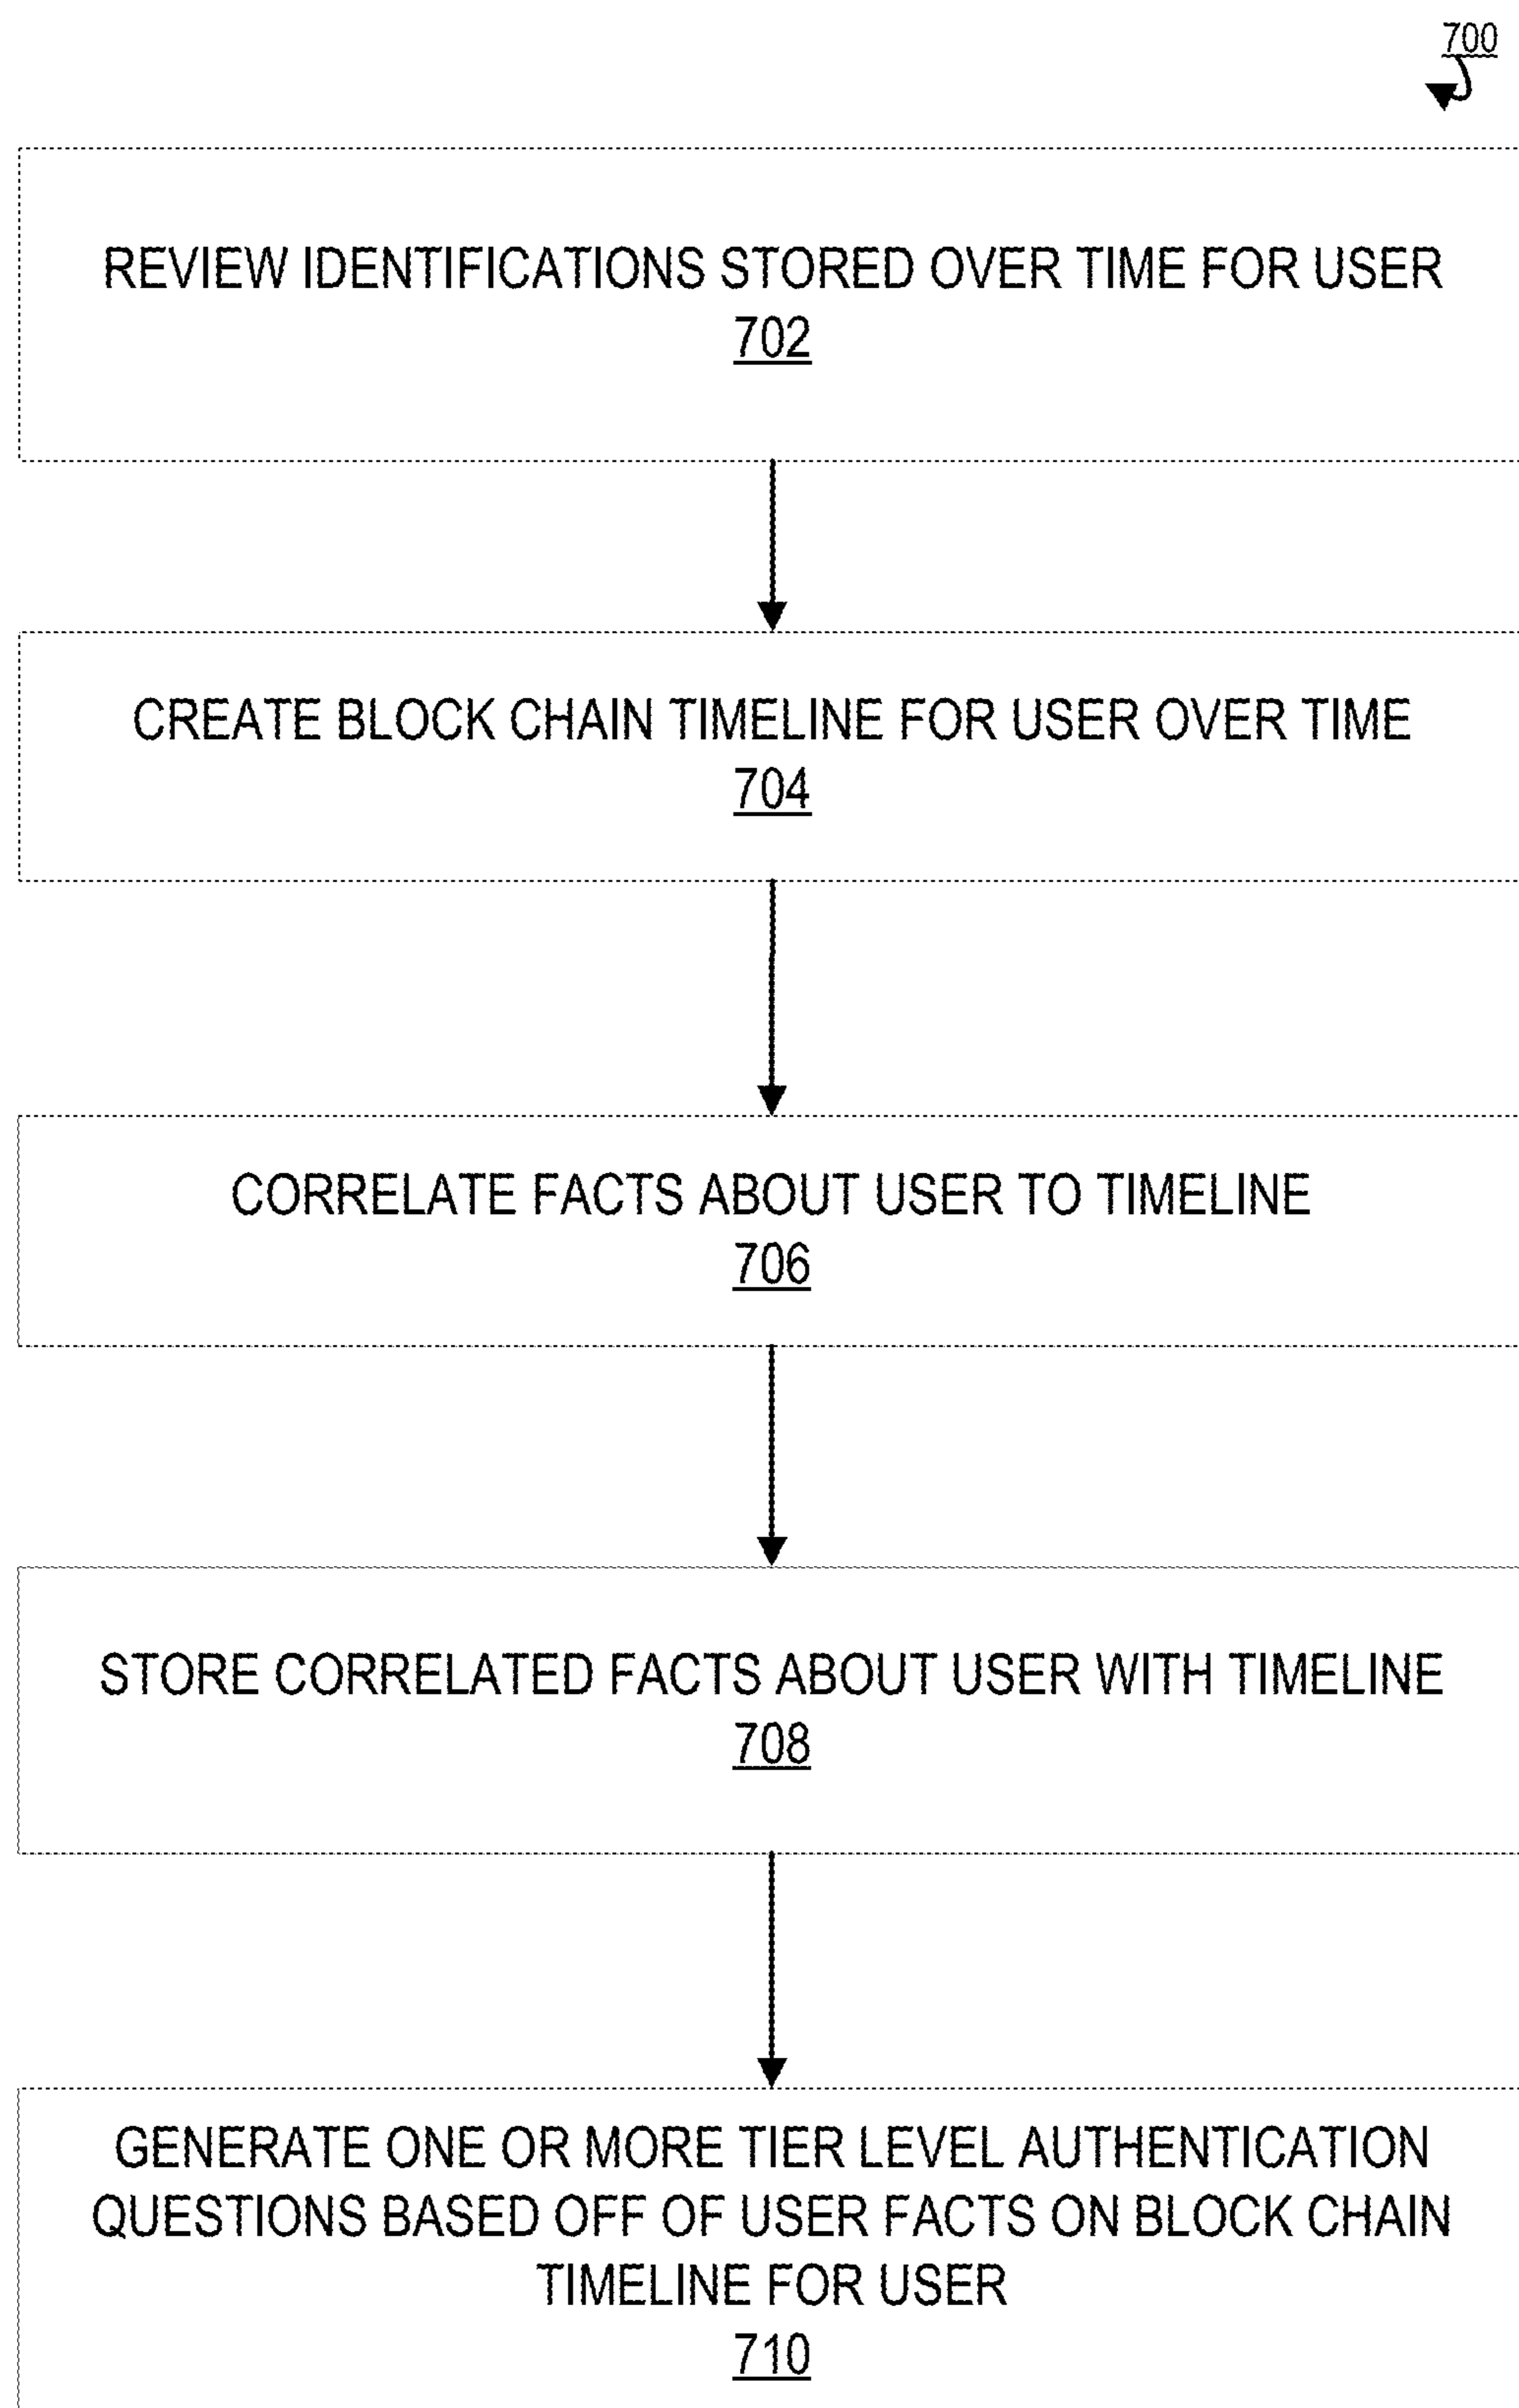 700
REVIEW IDENTIFICATIONS STORED OVER TIME FOR USER
702
CREATE BLOCK CHAIN TIMELINE FOR USER OVER TIME
704
CORRELATE FACTS ABOUT USER TO TIMELINE
706
STORE CORRELATED FACTS ABOUT USER WITH TIMELINE
708
GENERATE ONE OR MORE TIER LEVEL AUTHENTICATION
QUESTIONS BASED OFF OF USER FACTS ON BLOCK CHAIN
TIMELINE FOR USER
710